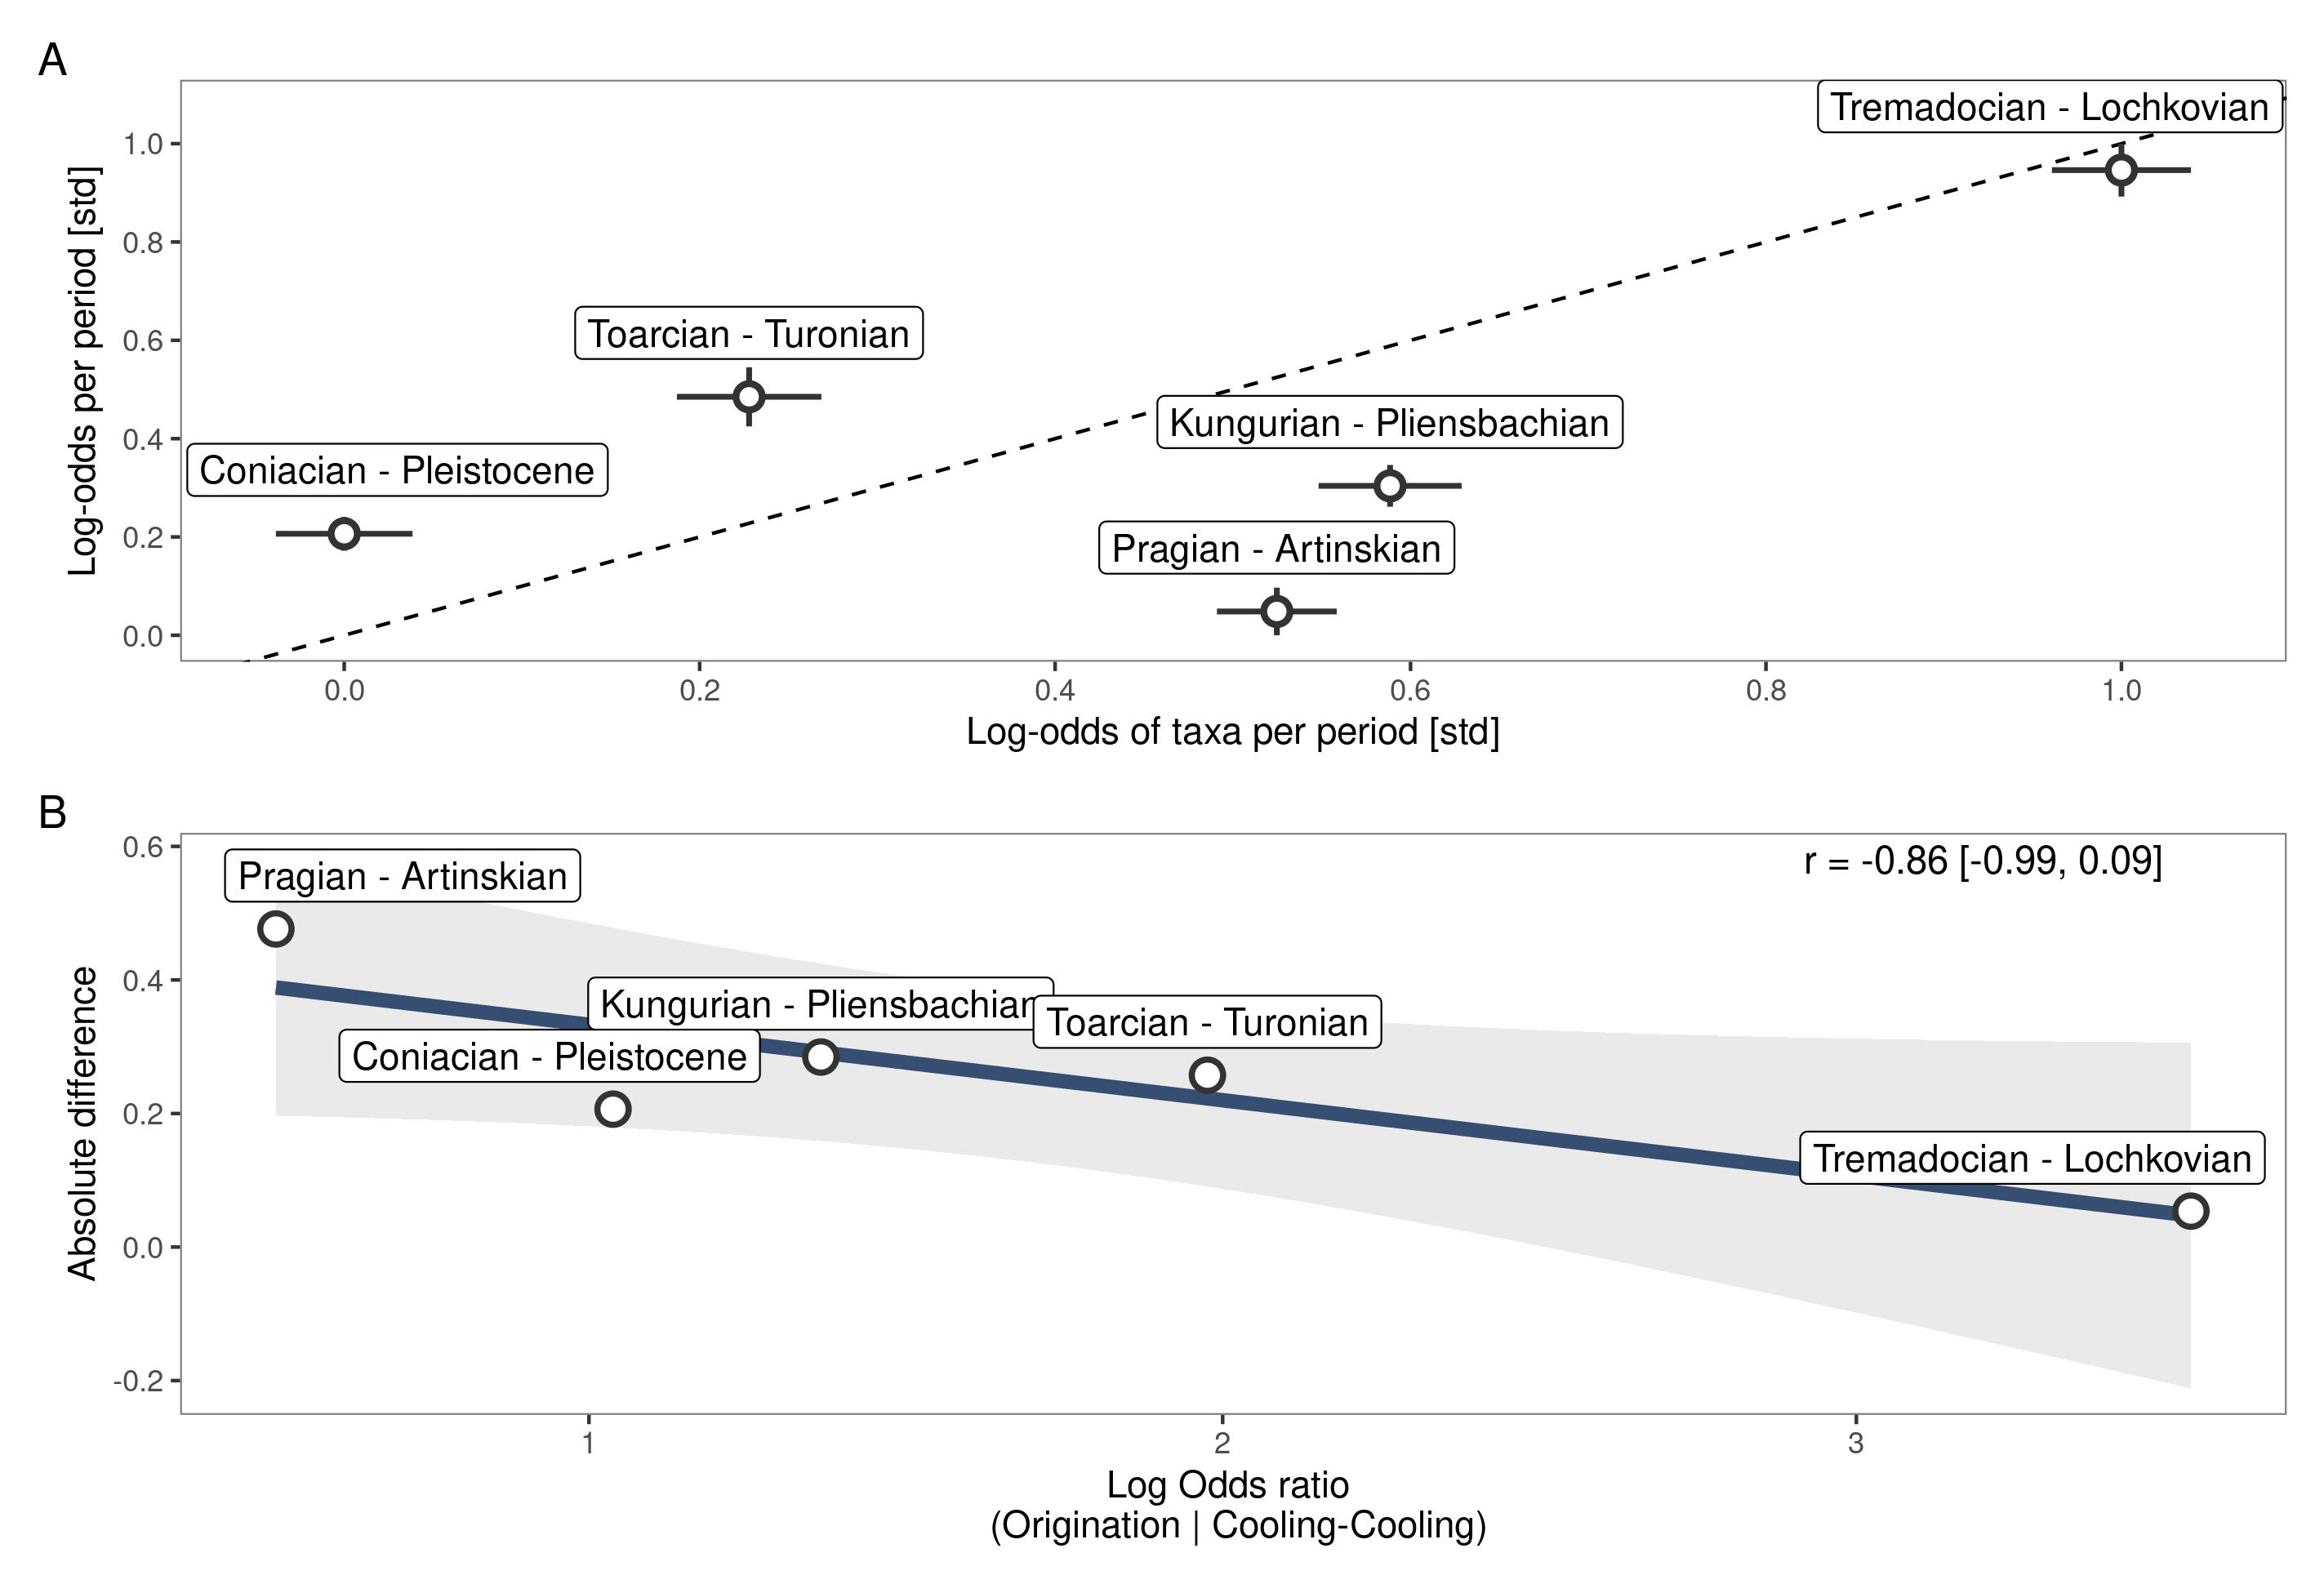 A
Tremadocian - Lochkovian
Toarcian - Turonian
Kungurian - Pliensbachian
Coniacian - Pleistocene
Pragian - Artinskian
1.0
0.8
0.6
0.4
0.2
0.0
Log-odds per period [std]
0.0 0.2 0.4 0.6 0.8 1.0
Log-odds of taxa per period [std]
B
r = -0.86 [-0.99, 0.09]
Pragian - Artinskian
Kungurian - Pliensbachian
Toarcian - Turonian
Coniacian - Pleistocene
Tremadocian - Lochkovian
0.6
0.4
0.2
0.0
-0.2
Absolute difference
1 2 3
Log Odds ratio
(Origination | Cooling-Cooling)